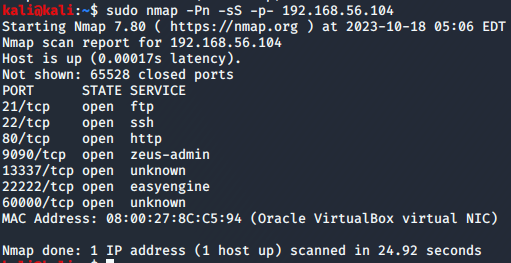 kali@kali:~$ sudo nmap -Pn -sS -p- 192.168.56.104
Starting Nmap 7.80 ( https://nmap.org ) at 2023-10-18 05:06 EDT
Nmap scan report for 192.168.56.104
Host is up (0.00017s latency).
Not shown: 65528 closed ports
PORT      STATE SERVICE
21/tcp    open  ftp
22/tcp    open  ssh
80/tcp    open  http
9090/tcp  open  zeus-admin
13337/tcp open  unknown
22222/tcp open  easyengine
60000/tcp open  unknown
MAC Address: 08:00:27:8C:C5:94 (Oracle VirtualBox virtual NIC)

Nmap done: 1 IP address (1 host up) scanned in 24.92 seconds
kali@kali:~$